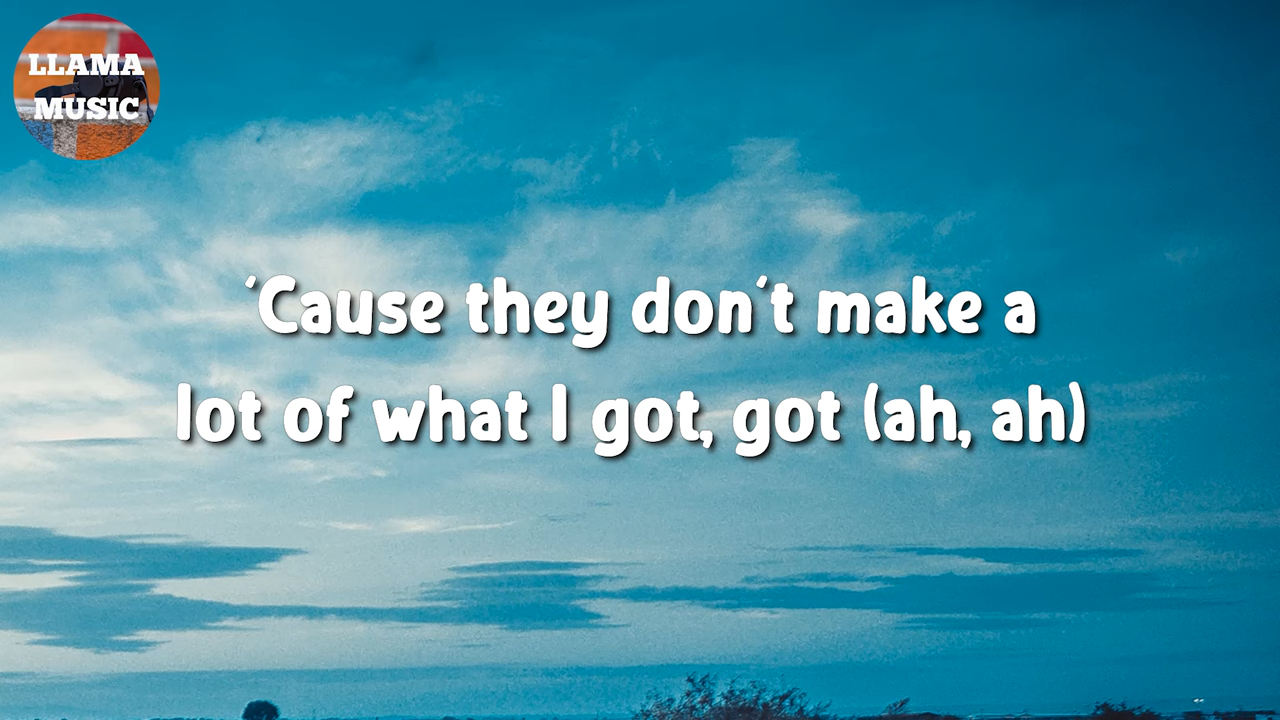 LLAMA
MUSIC
'Cause they don't make a
lot of what I got, got (ah, ah)